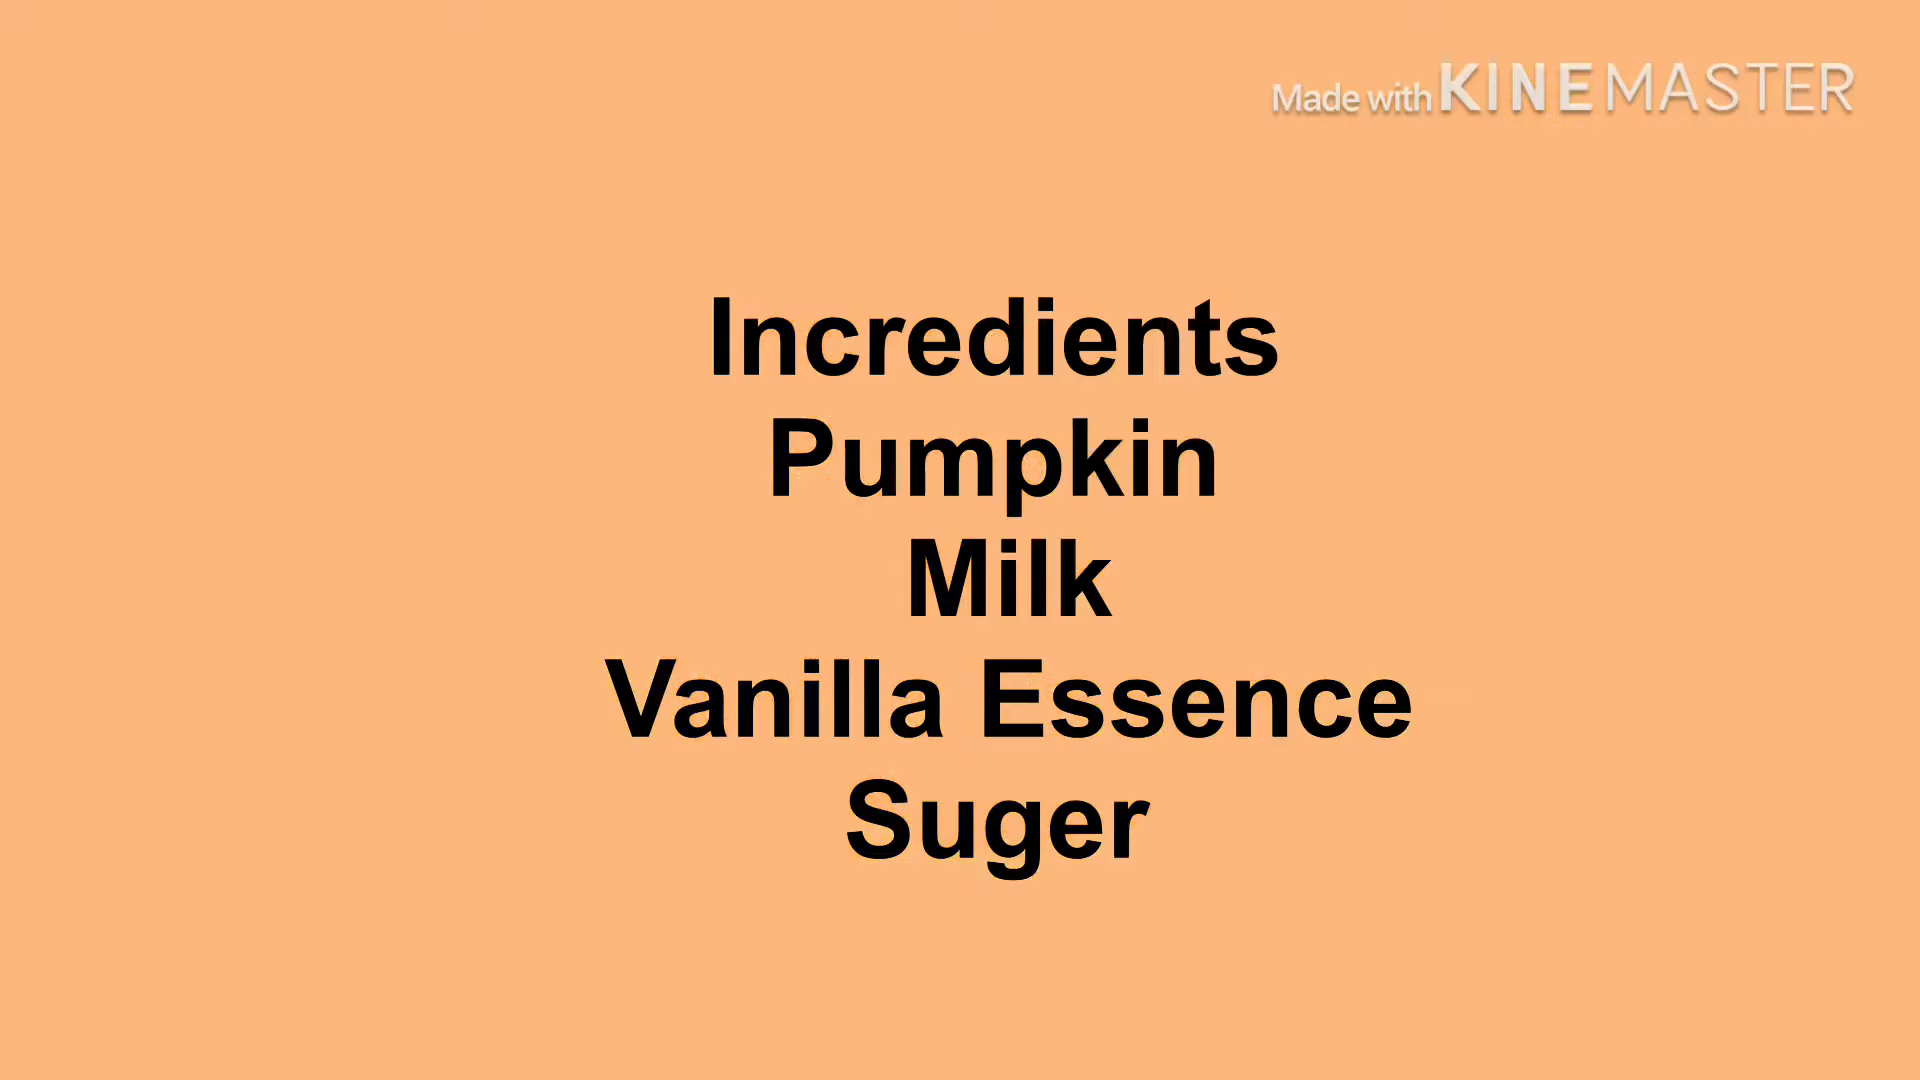 Made with KINEMASTER
Incredients
Pumpkin
Milk
Vanilla Essence
Suger